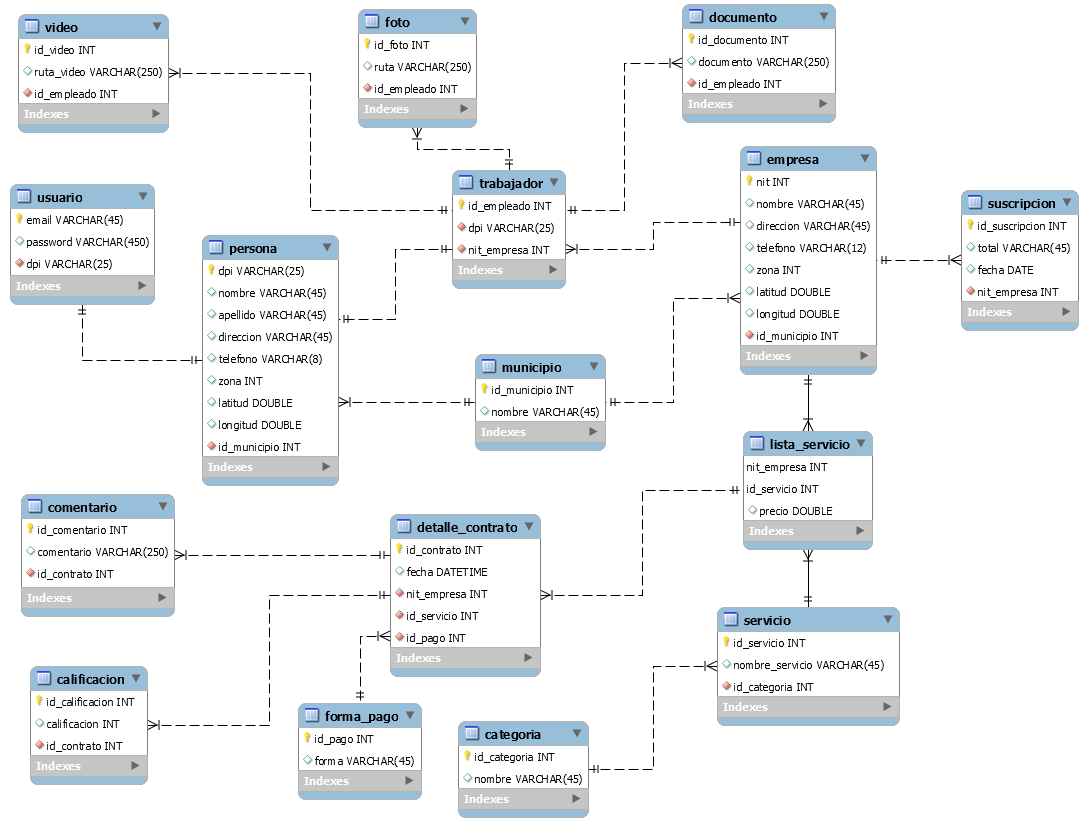 video
id_video INT
ruta_video VARCHAR(250)
id_empleado INT
Indexes
foto
id_foto INT
ruta VARCHAR(250)
id_empleado INT
Indexes
documento
id_documento INT
documento VARCHAR(250)
id_empleado INT
Indexes
usuario
email VARCHAR(45)
password VARCHAR(450)
dpi VARCHAR(25)
Indexes
persona
dpi VARCHAR(25)
nombre VARCHAR(45)
apellido VARCHAR(45)
direccion VARCHAR(45)
telefono VARCHAR(8)
zona INT
latitud DOUBLE
longitud DOUBLE
id_municipio INT
Indexes
trabajador
id_empleado INT
dpi VARCHAR(25)
nit_empresa INT
Indexes
empresa
nit INT
nombre VARCHAR(45)
direccion VARCHAR(45)
telefono VARCHAR(12)
zona INT
latitud DOUBLE
longitud DOUBLE
id_municipio INT
Indexes
suscripcion
id_suscripcion INT
total VARCHAR(45)
fecha DATE
nit_empresa INT
Indexes
municipio
id_municipio INT
nombre VARCHAR(45)
Indexes
lista_servicio
nit_empresa INT
id_servicio INT
precio DOUBLE
Indexes
comentario
id_comentario INT
comentario VARCHAR(250)
id_contrato INT
Indexes
detalle_contrato
id_contrato INT
fecha DATETIME
nit_empresa INT
id_servicio INT
id_pago INT
Indexes
servicio
id_servicio INT
nombre_servicio VARCHAR(45)
id_categoria INT
Indexes
calificacion
id_calificacion INT
calificacion INT
id_contrato INT
Indexes
forma_pago
id_pago INT
forma VARCHAR(45)
Indexes
categoria
id_categoria INT
nombre VARCHAR(45)
Indexes